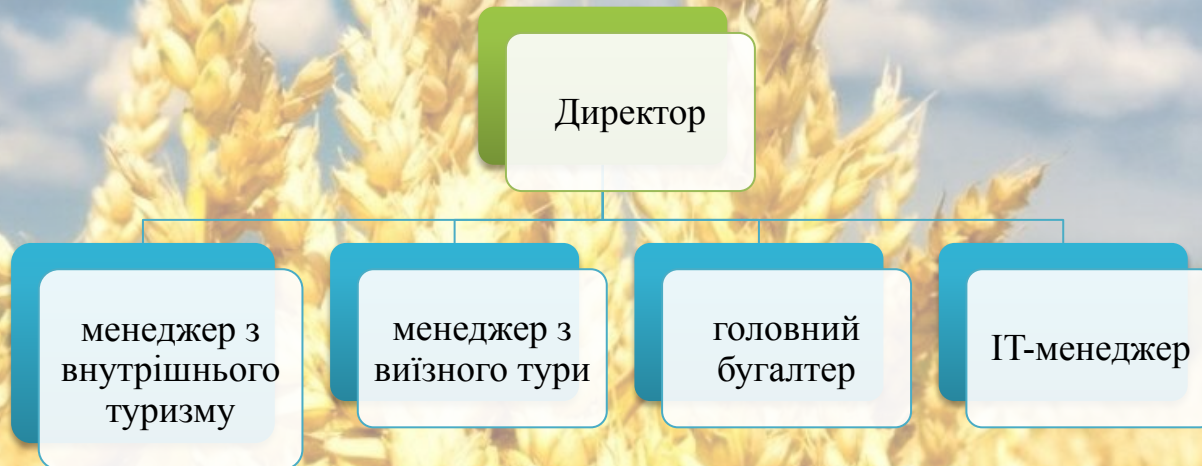 Директор
менеджер з
внутрішнього
туризму
менеджер з
виїзного тури
головний
бугалтер
ІТ-менеджер